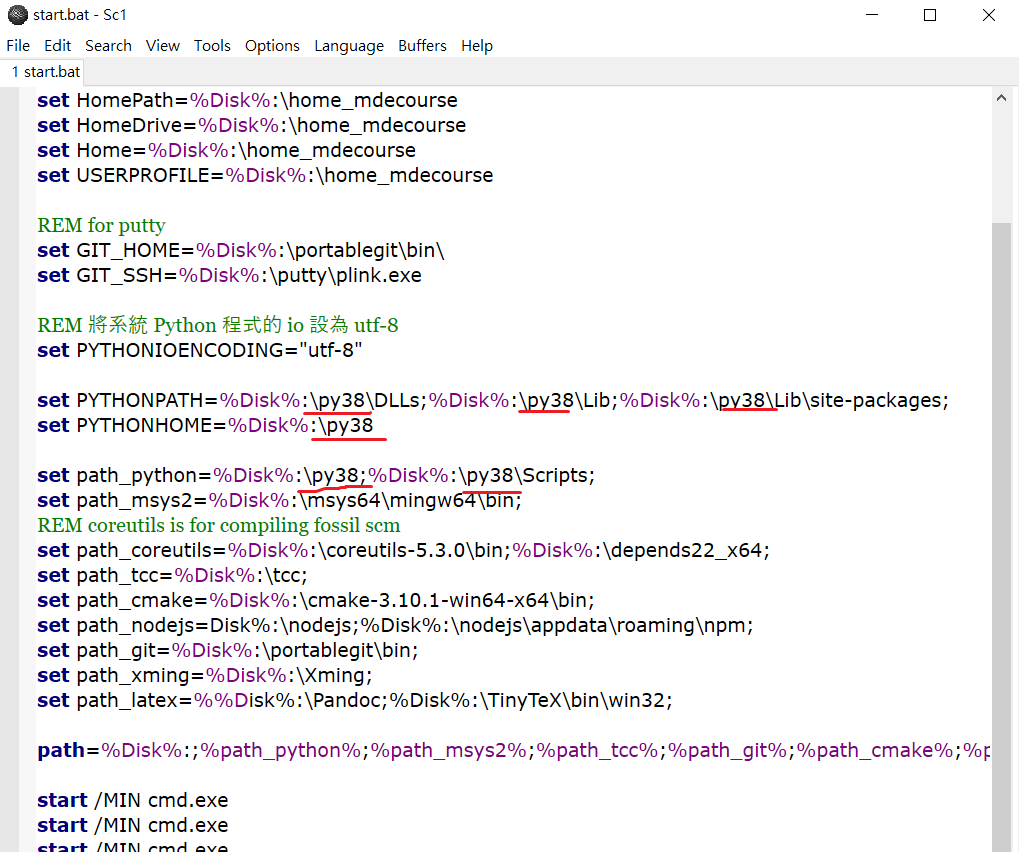 start.bat - Sc1
File Edit Search View Tools Options Language Buffers Help
1 start.bat
set HomePath=%Disk%:\home_mdecourse
set HomeDrive=%Disk%:\home_mdecourse
set Home=%Disk%:\home_mdecourse
set USERPROFILE=%Disk%:\home_mdecourse
REM for putty
set GIT_HOME=%Disk%:\portablegit\bin\
set GIT_SSH=%Disk%:\putty\plink.exe
REM 將系統 Python 程式的 io 設為 utf-8
set PYTHONIOENCODING="utf-8"
set PYTHONPATH=%Disk%:\py38\DLLs;%Disk%:\py38\Lib;%Disk%:\py38\Lib\site-packages;
set PYTHONHOME=%Disk%:\py38
set path_python=%Disk%:\py38;%Disk%:\py38\Scripts;
set path_msys2=%Disk%:\msys64\mingw64\bin;
REM coreutils is for compiling fossil scm
set path_coreutils=%Disk%:\coreutils-5.3.0\bin;%Disk%:\depends22_x64;
set path_tcc=%Disk%:\tcc;
set path_cmake=%Disk%:\cmake-3.10.1-win64-x64\bin;
set path_nodejs=Disk%:\nodejs;%Disk%:\nodejs\appdata\roaming\npm;
set path_git=%Disk%:\portablegit\bin;
set path_xming=%Disk%:\Xming;
set path_latex=%%Disk%:\Pandoc;%Disk%:\TinyTeX\bin\win32;
path=%Disk%:;%path_python%;%path_msys2%;%path_tcc%;%path_git%;%path_cmake%;%p
start /MIN cmd.exe
start /MIN cmd.exe
start /MIN cmd.exe